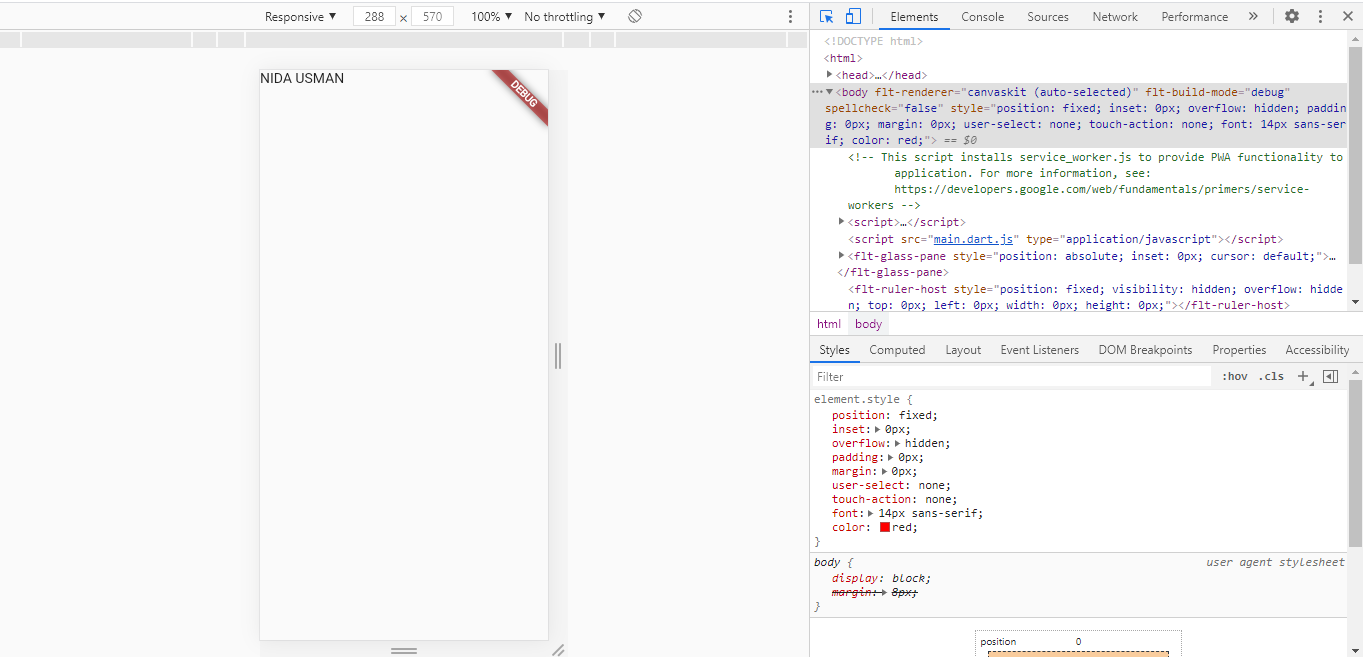 Responsive ▼ 288 × 570 100% ▼ No throttling ▼
NIDA USMAN
DEBUG
Elements Console Sources Network Performance »
<!DOCTYPE html>
<html>
<head>…</head>
<body flt-renderer="canvaskit (auto-selected)" flt-build-mode="debug"
spellcheck="false" style="position: fixed; inset: 0px; overflow: hidden; paddin
g: 0px; margin: 0px; user-select: none; touch-action: none; font: 14px sans-ser
if; color: red;"> == $0
<!-- This script installs service_worker.js to provide PWA functionality to
application. For more information, see:
https://developers.google.com/web/fundamentals/primers/service-
workers -->
<script>…</script>
<script src="main.dart.js" type="application/javascript"></script>
<flt-glass-pane style="position: absolute; inset: 0px; cursor: default;">…
</flt-glass-pane>
<flt-ruler-host style="position: fixed; visibility: hidden; overflow: hidde
n; top: 0px; left: 0px; width: 0px; height: 0px;"></flt-ruler-host>
html body
Styles Computed Layout Event Listeners DOM Breakpoints Properties Accessibility
Filter :hov .cls +
element.style {
position: fixed;
inset: 0px;
overflow: hidden;
padding: 0px;
margin: 0px;
user-select: none;
touch-action: none;
font: 14px sans-serif;
color: red;
}
body { user agent stylesheet
display: block;
margin: 8px;
}
position 0